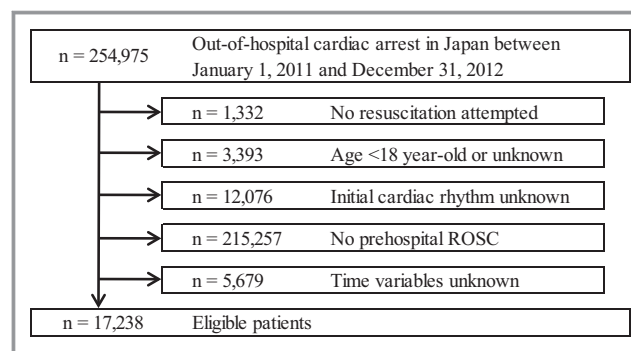 n = 254,975 Out-of-hospital cardiac arrest in Japan between
January 1, 2011 and December 31, 2012
n = 1,332 No resuscitation attempted
n = 3,393 Age <18 year-old or unknown
n = 12,076 Initial cardiac rhythm unknown
n = 215,257 No prehospital ROSC
n = 5,679 Time variables unknown
n = 17,238 Eligible patients